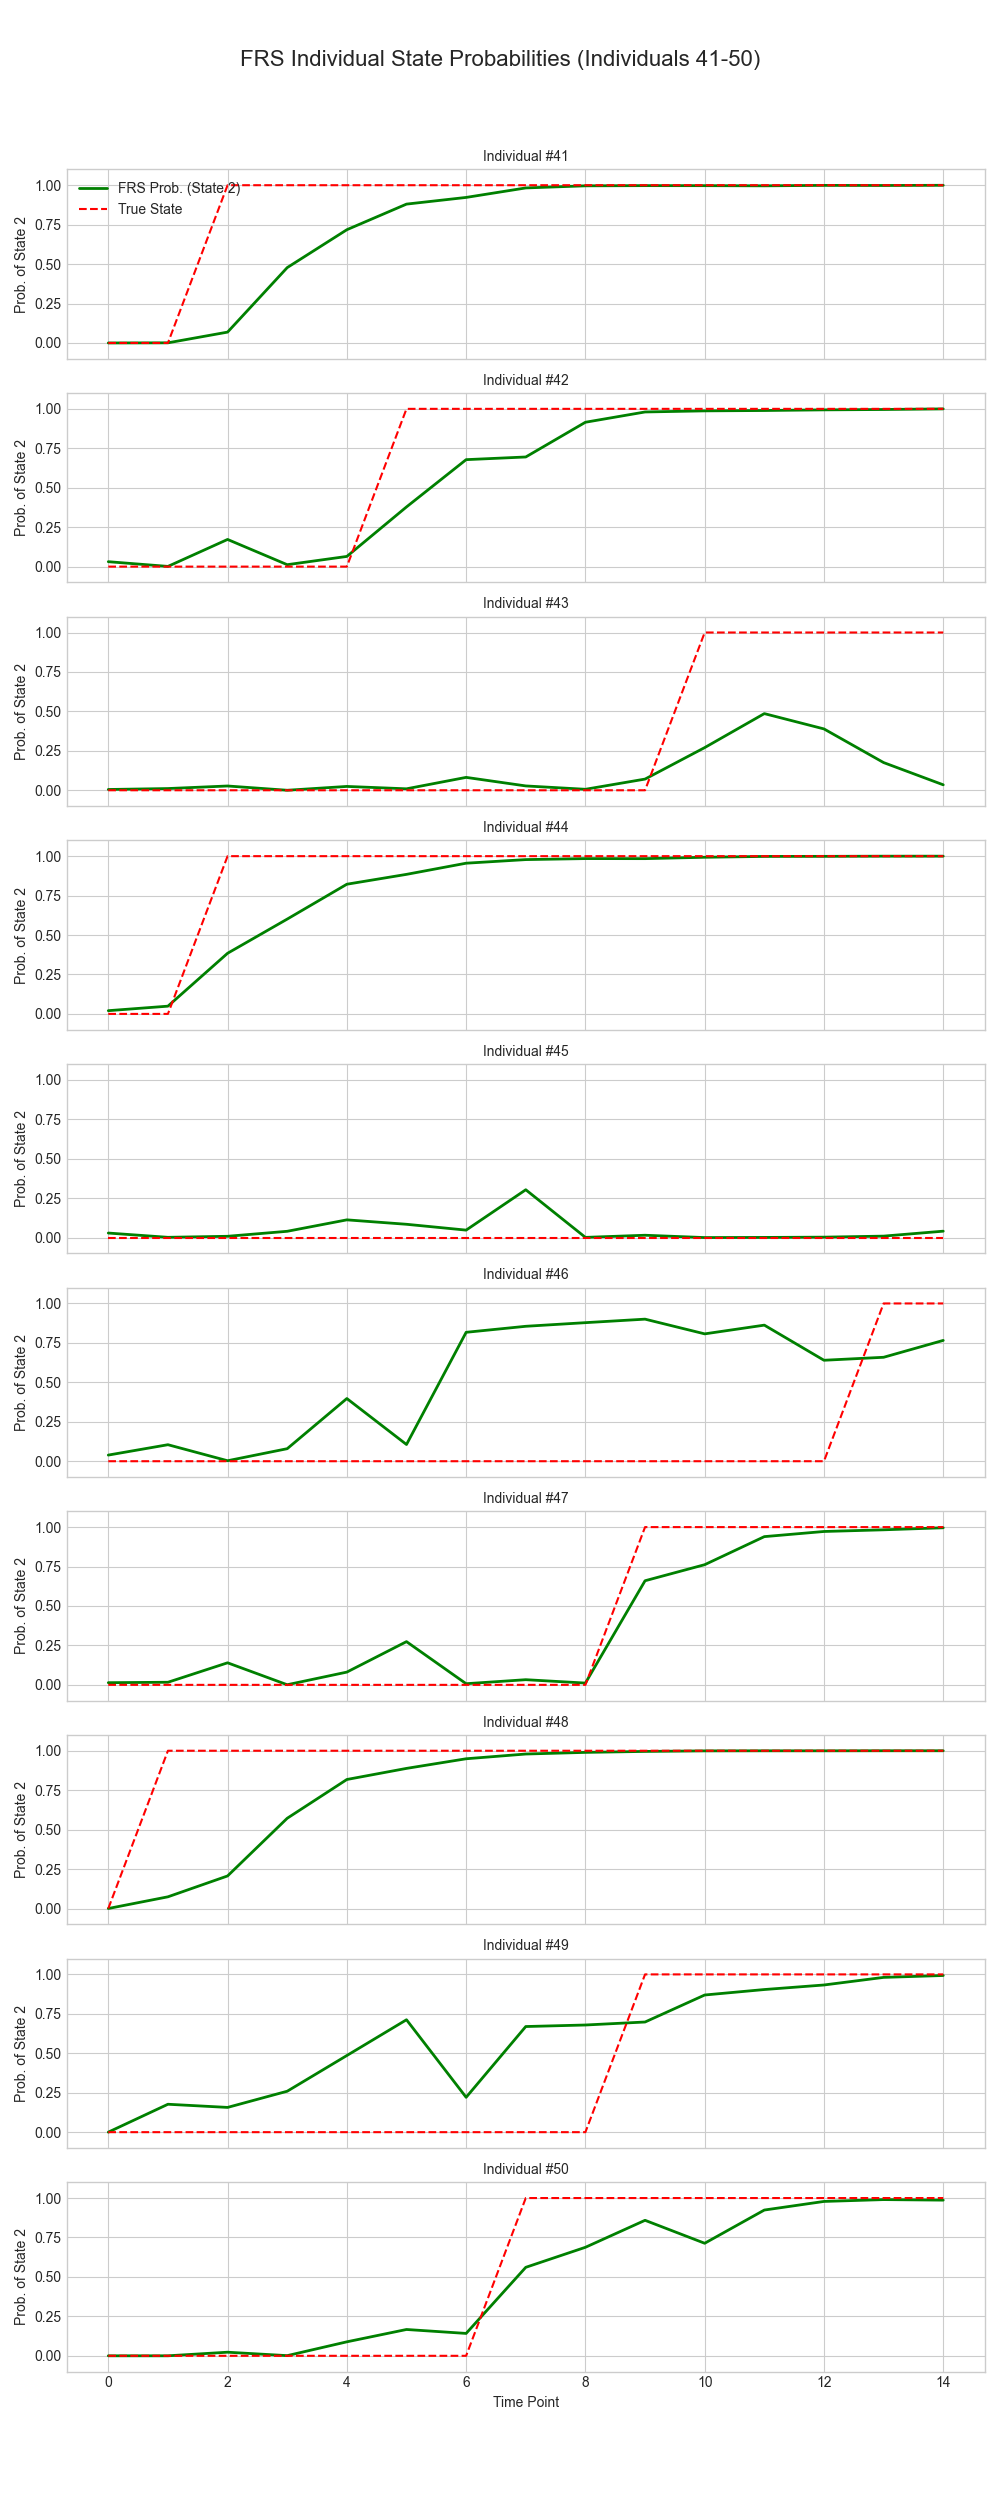 FRS Individual State Probabilities (Individuals 41-50)
Individual #41
FRS Prob. (State 2)
True State
Prob. of State 2
1.00
0.75
0.50
0.25
0.00
Individual #42
Prob. of State 2
1.00
0.75
0.50
0.25
0.00
Individual #43
Prob. of State 2
1.00
0.75
0.50
0.25
0.00
Individual #44
Prob. of State 2
1.00
0.75
0.50
0.25
0.00
Individual #45
Prob. of State 2
1.00
0.75
0.50
0.25
0.00
Individual #46
Prob. of State 2
1.00
0.75
0.50
0.25
0.00
Individual #47
Prob. of State 2
1.00
0.75
0.50
0.25
0.00
Individual #48
Prob. of State 2
1.00
0.75
0.50
0.25
0.00
Individual #49
Prob. of State 2
1.00
0.75
0.50
0.25
0.00
Individual #50
Prob. of State 2
1.00
0.75
0.50
0.25
0.00
0 2 4 6 8 10 12 14
Time Point